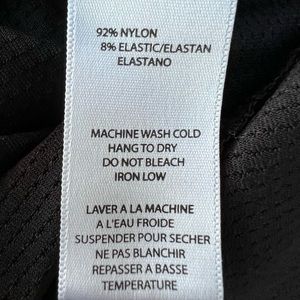 92% NYLON
8% ELASTIC/ELASTAN
ELASTANO
MACHINE WASH COLD
HANG TO DRY
DO NOT BLEACH
IRON LOW
LAVER A LA MACHINE
A L'EAU FROIDE
SUSPENDER POUR SECHER
NE PAS BLANCHIR
REPASSER A BASSE
TEMPERATURE